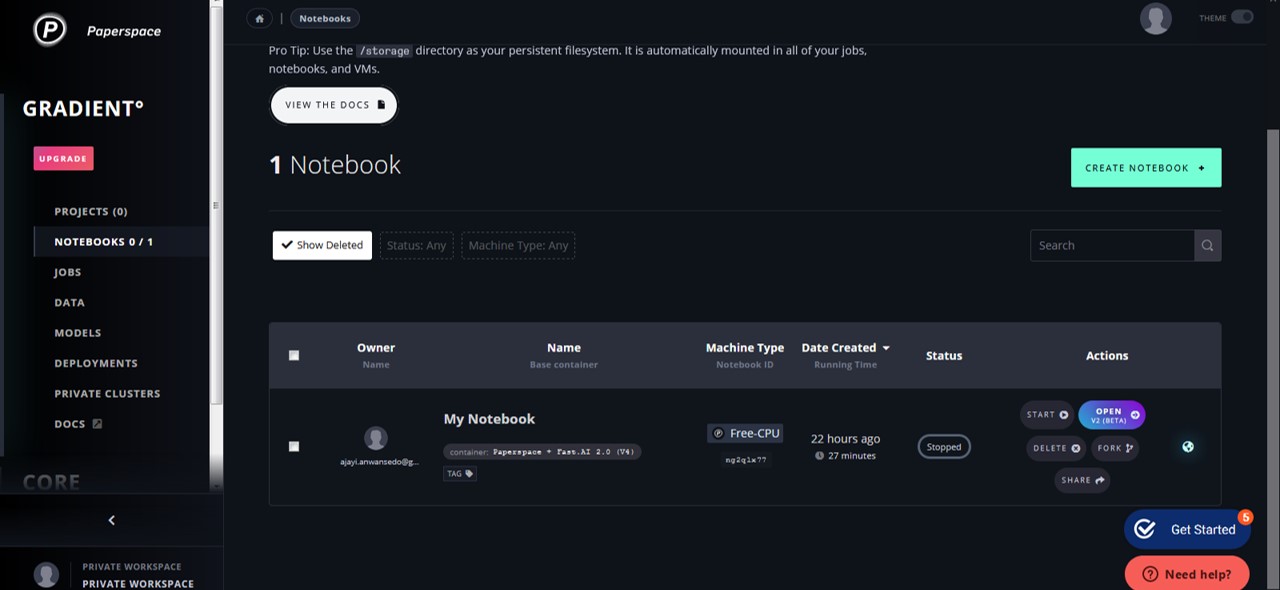 P Paperspace
GRADIENT°
UPGRADE
PROJECTS (0)
NOTEBOOKS 0 / 1
JOBS
DATA
MODELS
DEPLOYMENTS
PRIVATE CLUSTERS
DOCS
CORE
PRIVATE WORKSPACE
PRIVATE WORKSPACE
| Notebooks
THEME
Pro Tip: Use the /storage directory as your persistent filesystem. It is automatically mounted in all of your jobs,
notebooks, and VMs.
VIEW THE DOCS
1 Notebook
CREATE NOTEBOOK +
Show Deleted Status: Any Machine Type: Any
Search
Owner Name Machine Type Date Created Status Actions
Name Base container Notebook ID Running Time
My Notebook
ajayi.anwansedo@g...
container: Paperspace + Fast.AI 2.0 (V4)
TAG
Free-CPU
ng2qlx77
22 hours ago
27 minutes
Stopped
START
OPEN
V2 (BETA)
DELETE
FORK
SHARE
5
Get Started
Need help?